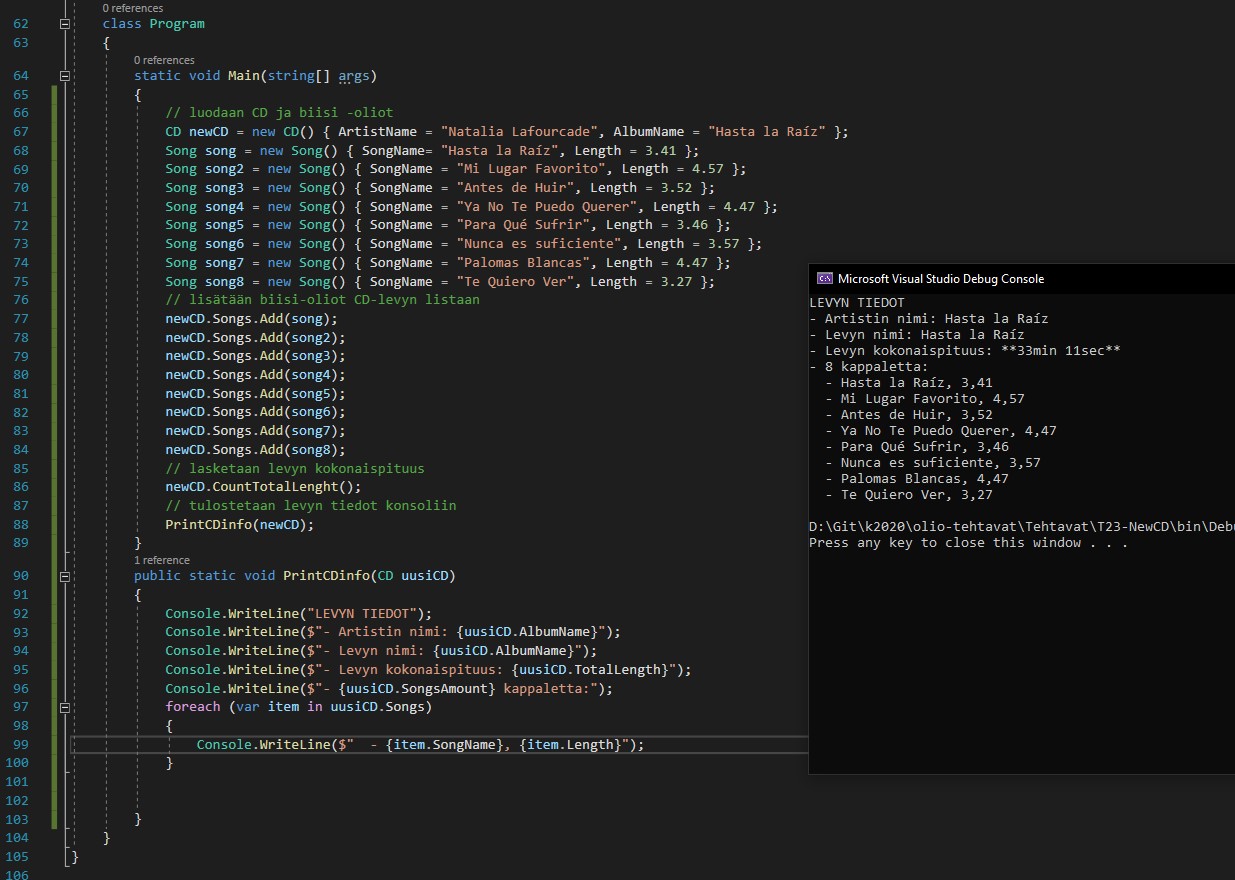 0 references
62 class Program
63 {
0 references
64 static void Main(string[] args)
65 {
66 // luodaan CD ja biisi -oliot
67 CD newCD = new CD() { ArtistName = "Natalia Lafourcade", AlbumName = "Hasta la Raíz" };
68 Song song = new Song() { SongName= "Hasta la Raíz", Length = 3.41 };
69 Song song2 = new Song() { SongName = "Mi Lugar Favorito", Length = 4.57 };
70 Song song3 = new Song() { SongName = "Antes de Huir", Length = 3.52 };
71 Song song4 = new Song() { SongName = "Ya No Te Puedo Querer", Length = 4.47 };
72 Song song5 = new Song() { SongName = "Para Qué Sufrir", Length = 3.46 };
73 Song song6 = new Song() { SongName = "Nunca es suficiente", Length = 3.57 };
74 Song song7 = new Song() { SongName = "Palomas Blancas", Length = 4.47 };
75 Song song8 = new Song() { SongName = "Te Quiero Ver", Length = 3.27 };
76 // lisätään biisi-oliot CD-levyn listaan
77 newCD.Songs.Add(song);
78 newCD.Songs.Add(song2);
79 newCD.Songs.Add(song3);
80 newCD.Songs.Add(song4);
81 newCD.Songs.Add(song5);
82 newCD.Songs.Add(song6);
83 newCD.Songs.Add(song7);
84 newCD.Songs.Add(song8);
85 // lasketaan levyn kokonaispituus
86 newCD.CountTotalLenght();
87 // tulostetaan levyn tiedot konsoliin
88 PrintCDinfo(newCD);
89 }
1 reference
90 public static void PrintCDinfo(CD uusiCD)
91 {
92 Console.WriteLine("LEVYN TIEDOT");
93 Console.WriteLine($"- Artistin nimi: {uusiCD.AlbumName}");
94 Console.WriteLine($"- Levyn nimi: {uusiCD.AlbumName}");
95 Console.WriteLine($"- Levyn kokonaispituus: {uusiCD.TotalLength}");
96 Console.WriteLine($"- {uusiCD.SongsAmount} kappaletta:");
97 foreach (var item in uusiCD.Songs)
98 {
99 Console.WriteLine($"  - {item.SongName}, {item.Length}");
100 }
101
102
103 }
104 }
105 }
106
Microsoft Visual Studio Debug Console
LEVYN TIEDOT
- Artistin nimi: Hasta la Raíz
- Levyn nimi: Hasta la Raíz
- Levyn kokonaispituus: **33min 11sec**
- 8 kappaletta:
- Hasta la Raíz, 3,41
- Mi Lugar Favorito, 4,57
- Antes de Huir, 3,52
- Ya No Te Puedo Querer, 4,47
- Para Qué Sufrir, 3,46
- Nunca es suficiente, 3,57
- Palomas Blancas, 4,47
- Te Quiero Ver, 3,27
D:\Git\k2020\olio-tehtavat\Tehtavat\T23-NewCD\bin\Deb
Press any key to close this window . . .